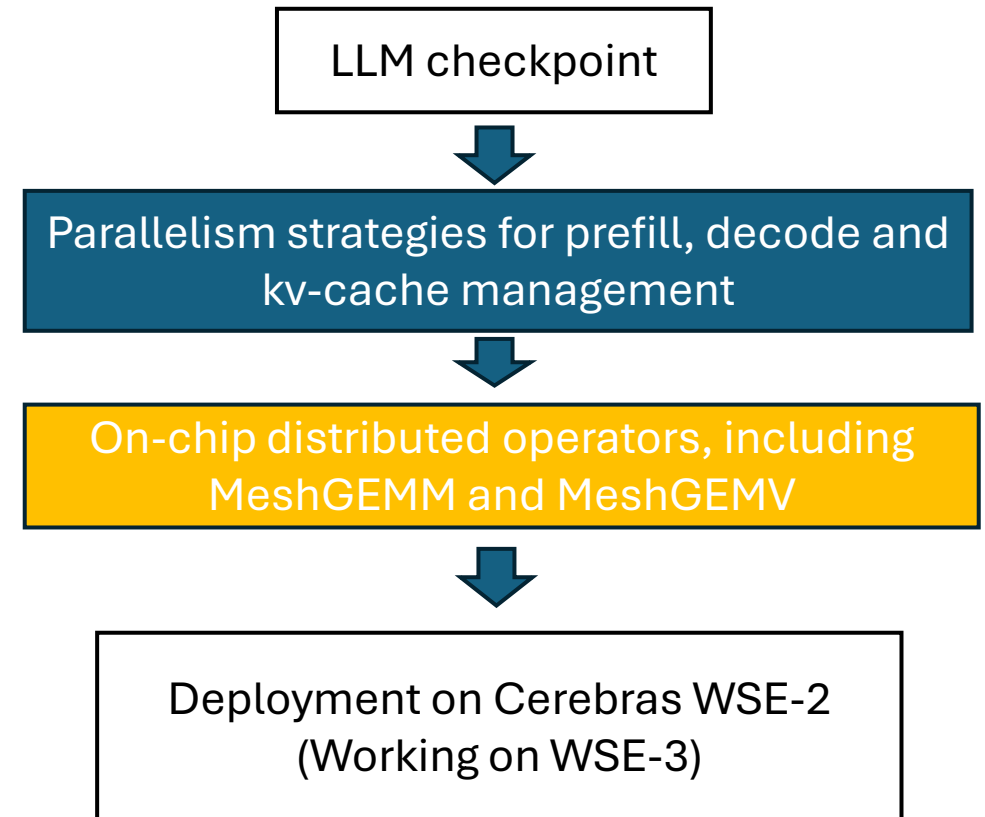 LLM checkpoint
Parallelism strategies for prefill, decode and
kv-cache management
On-chip distributed operators, including
MeshGEMM and MeshGEMV
Deployment on Cerebras WSE-2
(Working on WSE-3)